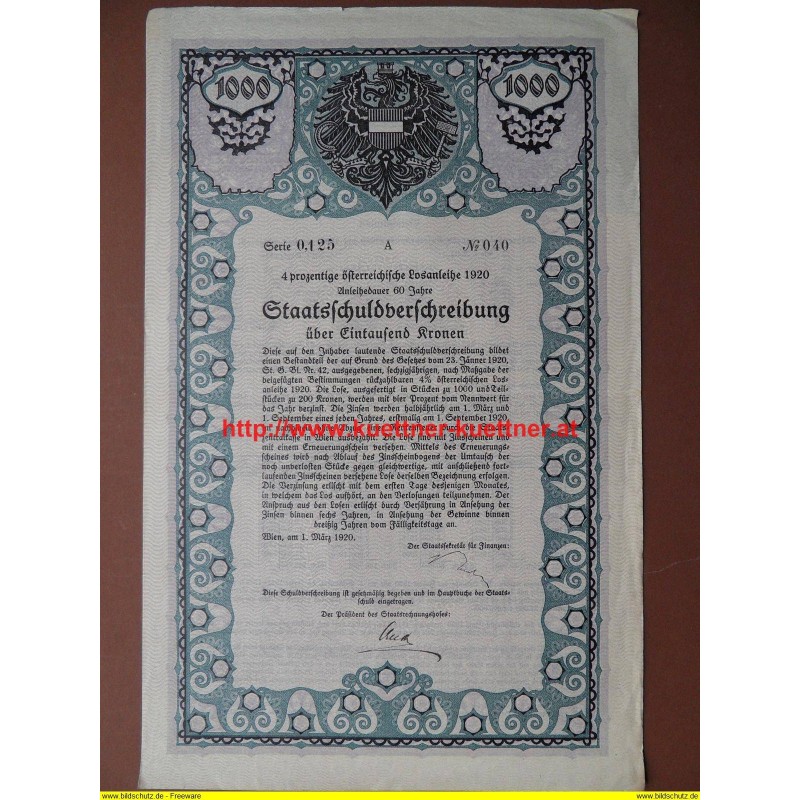 1000 1000
Serie 0.125 A № 040
4 prozentige österreichische Losanleihe 1920
Anleihedauer 60 Jahre
Staatsschuldverschreibung
über Eintausend Kronen
Diese auf den Inhaber lautende Staatsschuldverschreibung bildet
einen Bestandteil der auf Grund des Gesetzes vom 23. Jänner 1920,
St. G. Bl. Nr. 42, ausgegebenen, sechzigjährigen, nach Maßgabe der
beigefügten Bestimmungen rückzahlbaren 4% österreichischen Los-
anleihe 1920. Die Lose, ausgefertigt in Stücken zu 1000 und Teil-
stücken zu 200 Kronen, werden mit vier Prozent vom Nennwert für
das Jahr verzinst. Die Zinsen werden halbjährlich am 1. März und
1. September eines jeden Jahres, erstmalig am 1. September 1920,
http://www.kuettner-kuettner.at
in Wien ausbezahlt. Die Lose sind mit Zinsscheinen und
mit einem Erneuerungsschein versehen. Mittels des Erneuerungs-
scheines wird nach Ablauf des Zinsscheinbogens der Umtausch der
noch unverlosten Stücke gegen gleichwertige, mit anschließend fort-
laufenden Zinsscheinen versehene Lose derselben Bezeichnung erfolgen.
Die Verzinsung erlischt mit dem ersten Tage desjenigen Monates,
in welchem das Los aufhört, an den Verlosungen teilzunehmen. Der
Anspruch aus den Losen erlischt durch Verjährung in Ansehung der
Zinsen binnen sechs Jahren, in Ansehung der Gewinne binnen
dreißig Jahren vom Fälligkeitstage an.
Wien, am 1. März 1920.
Der Staatssekretär für Finanzen:
Diese Schuldverschreibung ist gesetzmäßig begeben und im Hauptbuche der Staats-
schuld eingetragen.
Der Präsident des Staatsrechnungshofes:
www.bildschutz.de - Freeware www.bildschutz.de